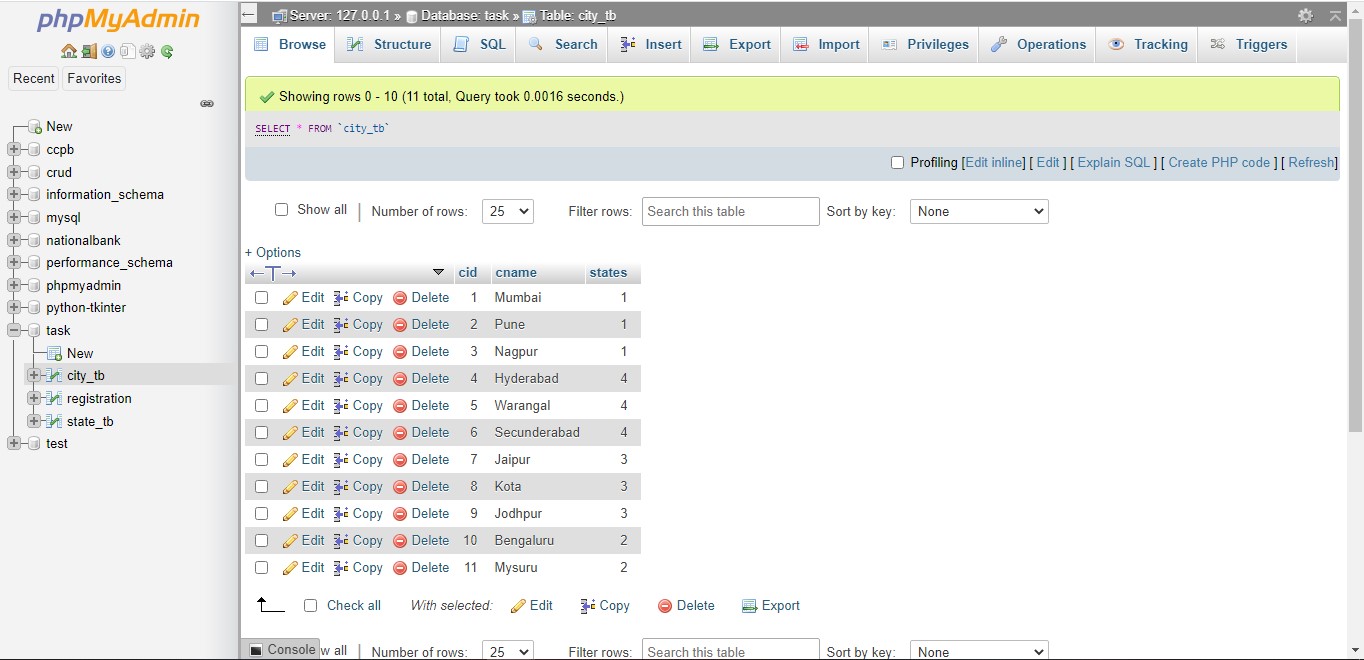 phpMyAdmin
Recent Favorites
New
ccpb
crud
information_schema
mysql
nationalbank
performance_schema
phpmyadmin
python-tkinter
task
New
city_tb
registration
state_tb
test
Server: 127.0.0.1 » Database: task » Table: city_tb
Browse Structure SQL Search Insert Export Import Privileges Operations Tracking Triggers
Showing rows 0 - 10 (11 total, Query took 0.0016 seconds.)
SELECT * FROM `city_tb`
Profiling [Edit inline] [ Edit ] [ Explain SQL ] [ Create PHP code ] [ Refresh]
Show all | Number of rows: 25 Filter rows: Search this table Sort by key: None
+ Options
←T→ cid cname states
Edit Copy Delete 1 Mumbai 1
Edit Copy Delete 2 Pune 1
Edit Copy Delete 3 Nagpur 1
Edit Copy Delete 4 Hyderabad 4
Edit Copy Delete 5 Warangal 4
Edit Copy Delete 6 Secunderabad 4
Edit Copy Delete 7 Jaipur 3
Edit Copy Delete 8 Kota 3
Edit Copy Delete 9 Jodhpur 3
Edit Copy Delete 10 Bengaluru 2
Edit Copy Delete 11 Mysuru 2
Check all With selected: Edit Copy Delete Export
Console w all | Number of rows: 25 Filter rows: Search this table Sort by key: None